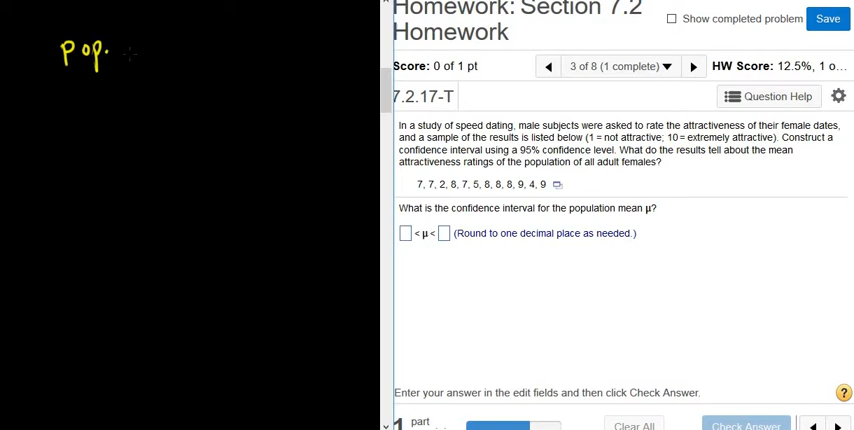 pop.
Homework: Section 7.2
Homework
Show completed problem
Save
Score: 0 of 1 pt
3 of 8 (1 complete)
HW Score: 12.5%, 1 o...
7.2.17-T
Question Help
In a study of speed dating, male subjects were asked to rate the attractiveness of their female dates,
and a sample of the results is listed below (1 = not attractive; 10 = extremely attractive). Construct a
confidence interval using a 95% confidence level. What do the results tell about the mean
attractiveness ratings of the population of all adult females?
7, 7, 2, 8, 7, 5, 8, 8, 8, 9, 4, 9
What is the confidence interval for the population mean μ?
< μ < (Round to one decimal place as needed.)
Enter your answer in the edit fields and then click Check Answer.
?
1 part
Clear All
Check Answer